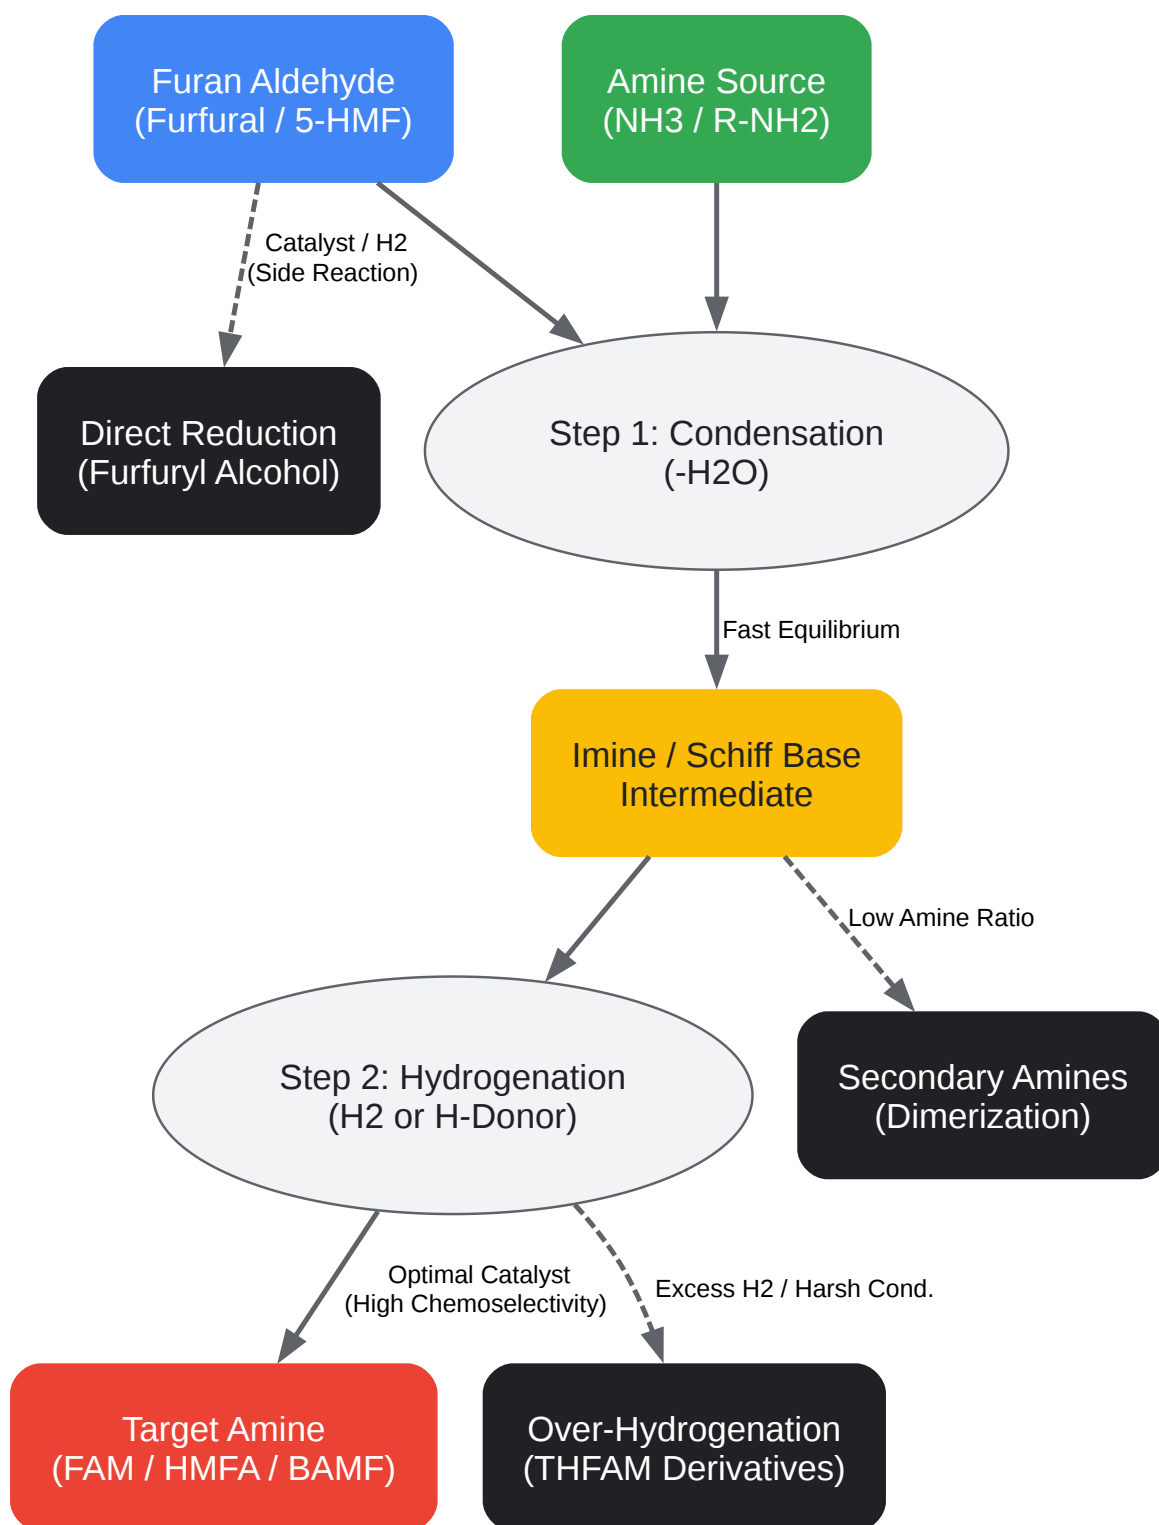 Furan Aldehyde
(Furfural / 5-HMF)
Amine Source
(NH3 / R-NH2)
Catalyst / H2
(Side Reaction)
Direct Reduction
(Furfuryl Alcohol)
Step 1: Condensation
(-H2O)
Fast Equilibrium
Imine / Schiff Base
Intermediate
Low Amine Ratio
Step 2: Hydrogenation
(H2 or H-Donor)
Secondary Amines
(Dimerization)
Optimal Catalyst
(High Chemoselectivity)
Excess H2 / Harsh Cond.
Target Amine
(FAM / HMFA / BAMF)
Over-Hydrogenation
(THFAM Derivatives)